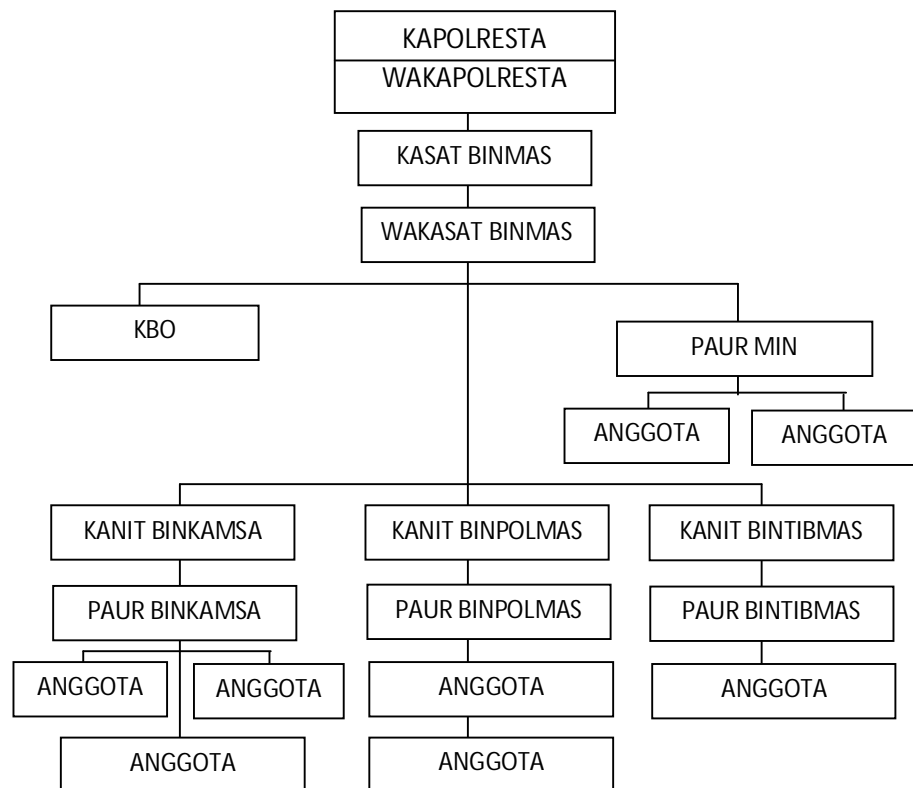 KAPOLRESTA
WAKAPOLRESTA
KASAT BINMAS
WAKASAT BINMAS
KBO
PAUR MIN
ANGGOTA
ANGGOTA
KANIT BINKAMSA
KANIT BINPOLMAS
KANIT BINTIBMAS
PAUR BINKAMSA
PAUR BINPOLMAS
PAUR BINTIBMAS
ANGGOTA
ANGGOTA
ANGGOTA
ANGGOTA
ANGGOTA
ANGGOTA